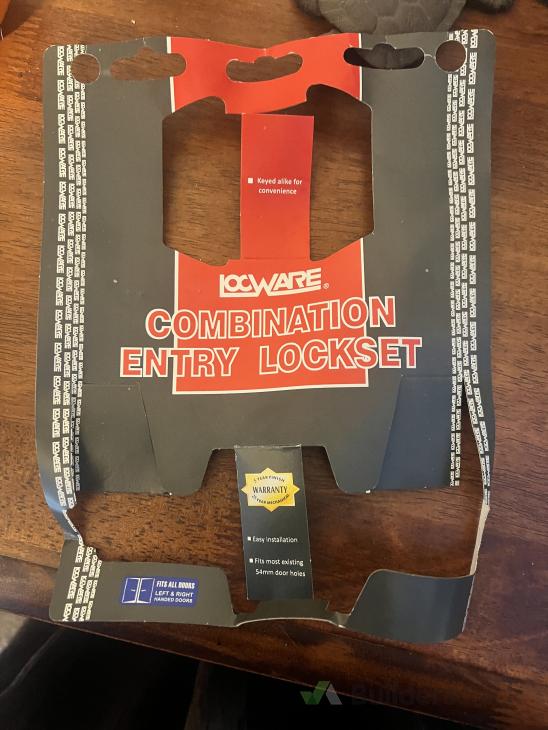 Keyed alike for
convenience
LOCWARE®
COMBINATION
ENTRY LOCKSET
WARRANTY
Easy Installation
Fits most existing
54mm door holes
FITS ALL DOORS
LEFT & RIGHT
HANDED DOORS